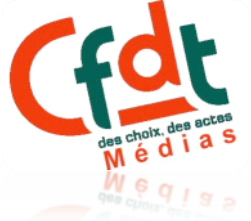 Cfdt
des choix, des actes
Médias